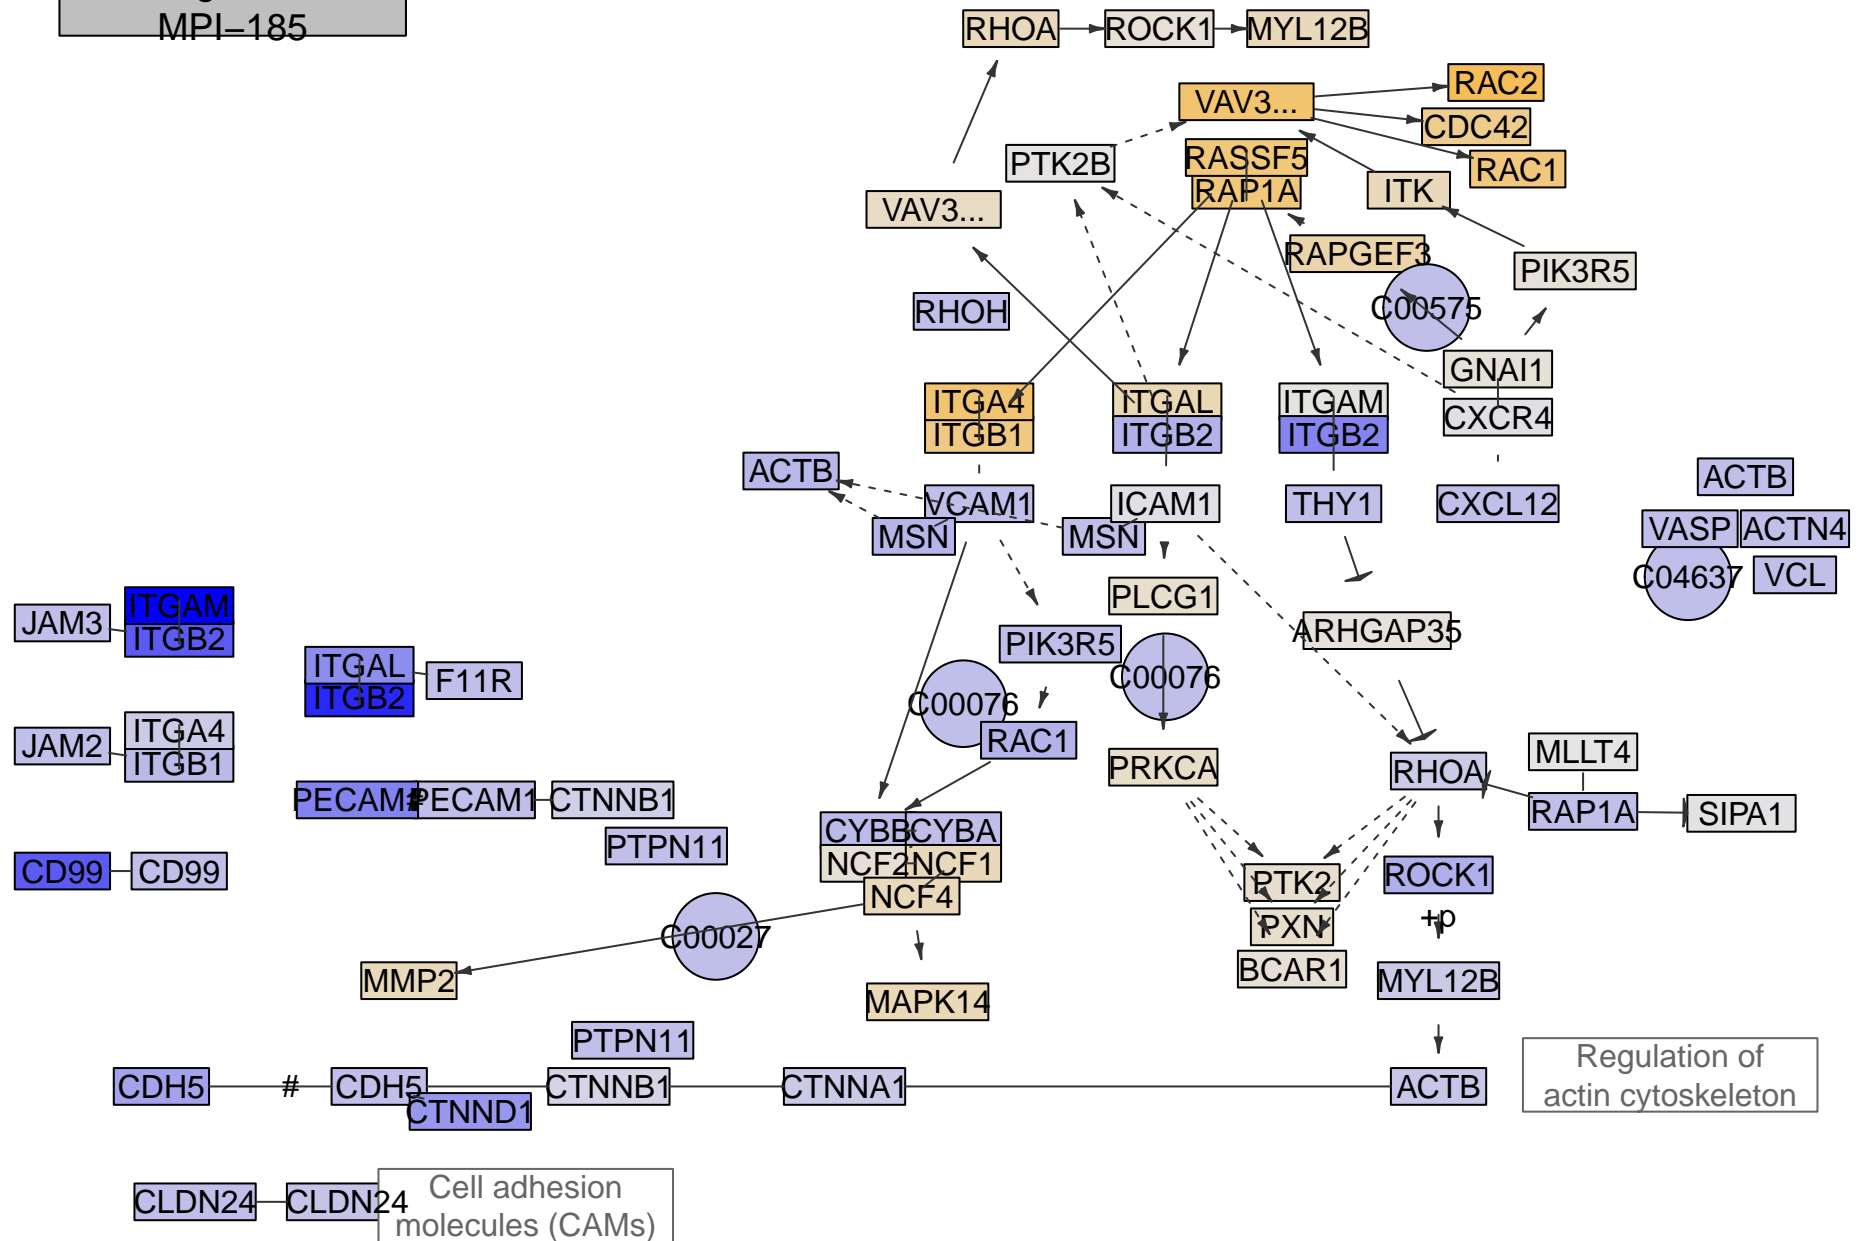 MPI−185
RHOA
ROCK1
MYL12B
RAC2
VAV3...
CDC42
PTK2B
RASSF5
RAC1
RAP1A
ITK
VAV3...
RAPGEF3
PIK3R5
RHOH
C00575
GNAI1
ITGA4
ITGAL
ITGAM
CXCR4
ITGB1
ITGB2
ITGB2
ACTB
ACTB
VCAM1
ICAM1
THY1
CXCL12
MSN
MSN
VASP
ACTN4
C04637
VCL
PLCG1
ITGAM
JAM3
ITGB2
ARHGAP35
PIK3R5
ITGAL
F11R
ITGB2
C00076
C00076
ITGA4
JAM2
ITGB1
RAC1
MLLT4
PRKCA
RHOA
PECAM1
#
PECAM1
CTNNB1
RAP1A
SIPA1
CYBB
CYBA
PTPN11
NCF2
NCF1
CD99
CD99
NCF4
PTK2
ROCK1
+p
PXN
C00027
BCAR1
MMP2
MYL12B
MAPK14
PTPN11
CDH5
#
CDH5
CTNNB1
CTNNA1
ACTB
CTNND1
Regulation of
actin cytoskeleton
CLDN24
CLDN24
Cell adhesion
molecules (CAMs)